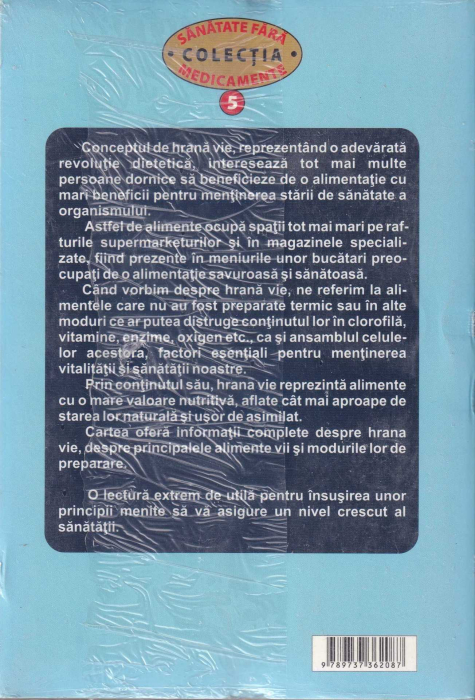 SĂNĂTATE FĂRĂ
• COLECȚIA •
MEDICAMENTE
5
Conceptul de hrană vie, reprezentând o adevărată
revoluție dietetică, interesează tot mai multe
persoane dornice să beneficieze de o alimentație cu
mari beneficii pentru menținerea stării de sănătate a
organismului.
Astfel de alimente ocupă spații tot mai mari pe raf-
turile supermarketurilor și în magazinele speciali-
zate, fiind prezente în meniurile unor bucătari preo-
cupați de o alimentație savuroasă și sănătoasă.
Când vorbim despre hrană vie, ne referim la ali-
mentele care nu au fost preparate termic sau în alte
moduri ce ar putea distruge conținutul lor în clorofilă,
vitamine, enzime, oxigen etc., ca și ansamblul celule-
lor acestora, factori esențiali pentru menținerea
vitalității și sănătății noastre.
Prin conținutul său, hrana vie reprezintă alimente
cu o mare valoare nutritivă, aflate cât mai aproape de
starea lor naturală și ușor de asimilat.
Cartea oferă informații complete despre hrana
vie, despre principalele alimente vii și modurile lor de
preparare.
O lectură extrem de utilă pentru însușirea unor
principii menite să vă asigure un nivel crescut al
sănătății.
9 789737 362087